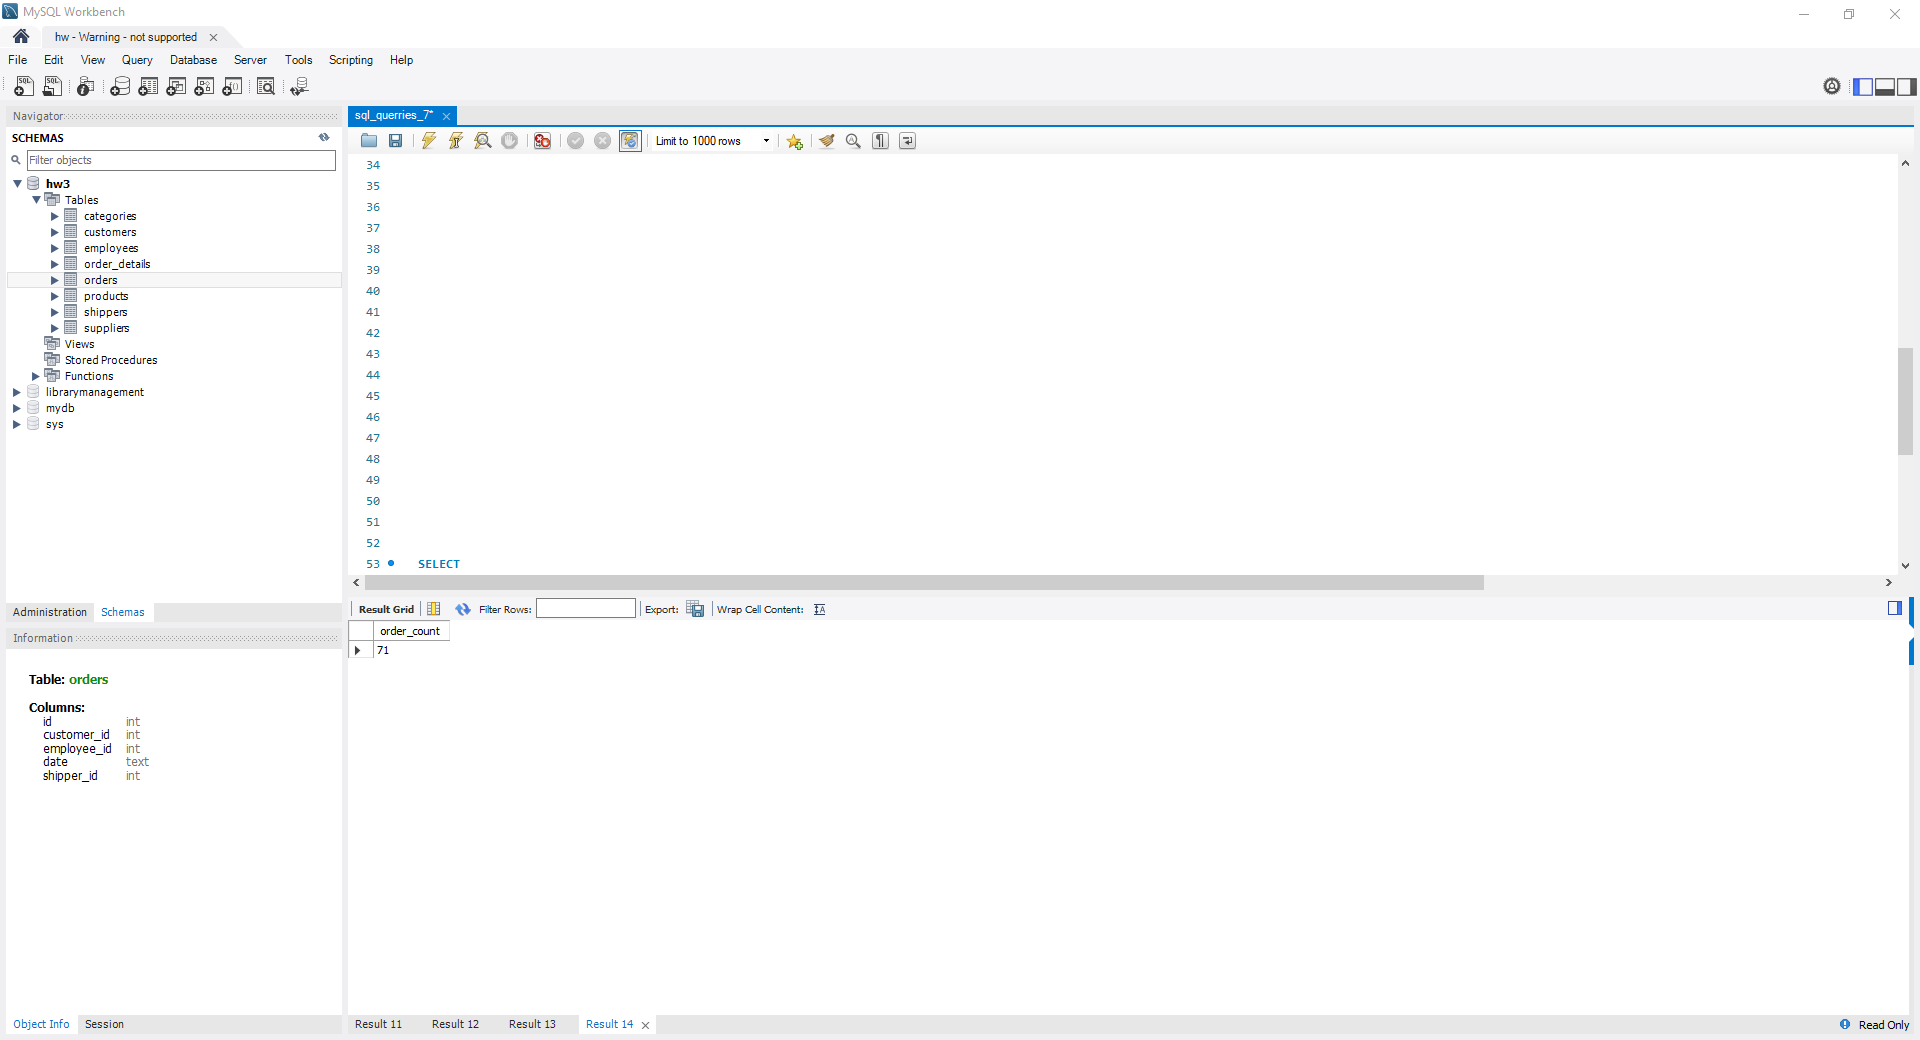 MySQL Workbench
hw - Warning - not supported
File Edit View Query Database Server Tools Scripting Help
Navigator
SCHEMAS
Filter objects
hw3
Tables
categories
customers
employees
order_details
orders
products
shippers
suppliers
Views
Stored Procedures
Functions
librarymanagement
mydb
sys
Administration Schemas
Information
Table: orders
Columns:
id int
customer_id int
employee_id int
date text
shipper_id int
Object Info Session
sql_querries_7*
Limit to 1000 rows
34
35
36
37
38
39
40
41
42
43
44
45
46
47
48
49
50
51
52
53 SELECT
Result Grid Filter Rows: Export: Wrap Cell Content:
order_count
71
Result 11 Result 12 Result 13 Result 14
Read Only